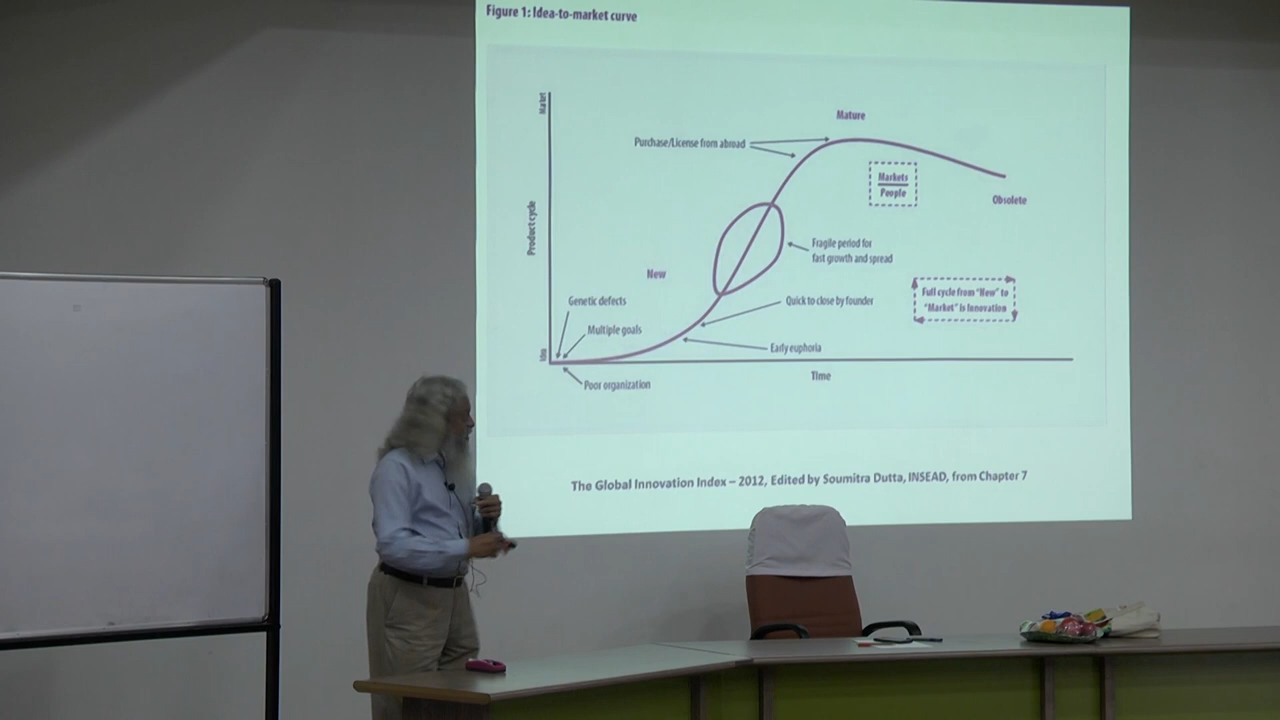 Figure 1: Idea-to-market curve
Market
Mature
Purchase/License from abroad
Markets
People
Obsolete
Product cycle
Fragile period for
fast growth and spread
New
Full cycle from "New" to
"Market" is Innovation
Genetic defects
Quick to close by founder
Multiple goals
Early euphoria
Idea
Time
Poor organization
The Global Innovation Index – 2012, Edited by Soumitra Dutta, INSEAD, from Chapter 7